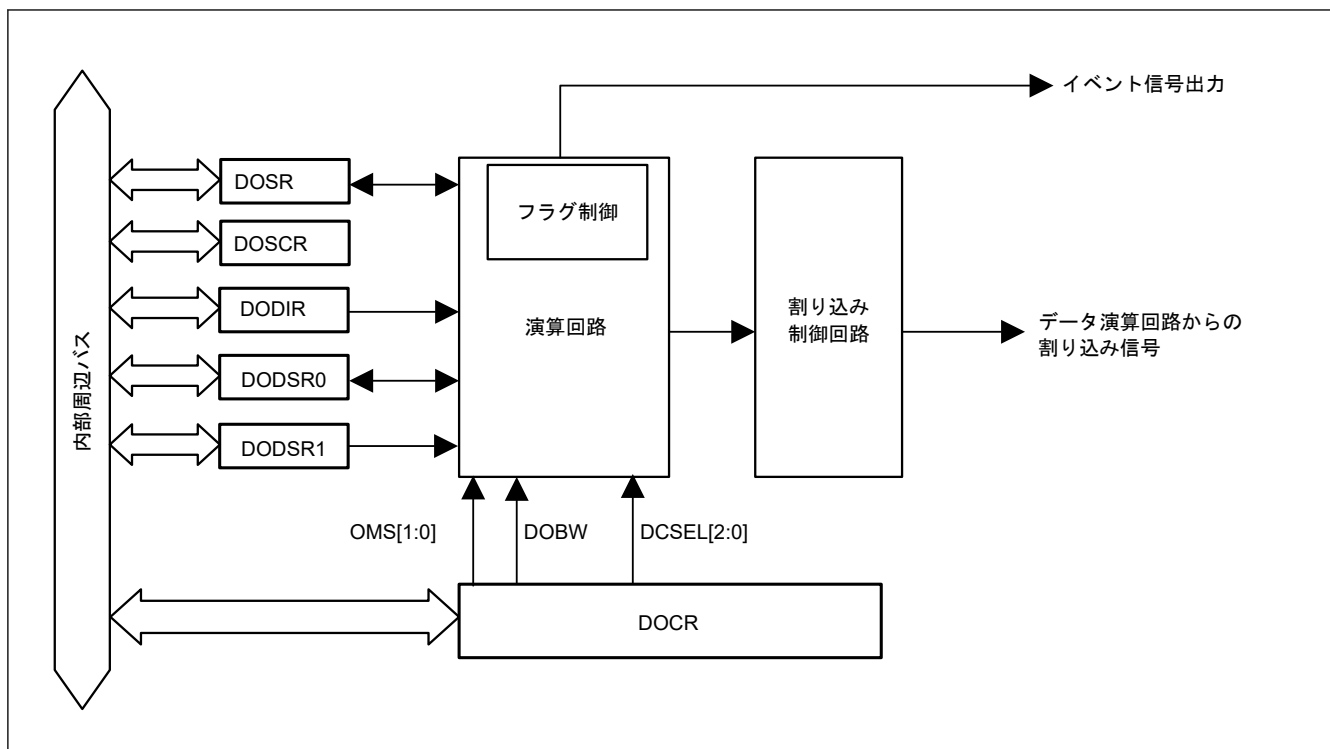 イベント信号出力
DOSR
フラグ制御
DOSCR
DODIR
演算回路
割り込み
制御回路
データ演算回路からの
割り込み信号
内部周辺バス
DODSR0
DODSR1
OMS[1:0]
DOBW
DCSEL[2:0]
DOCR